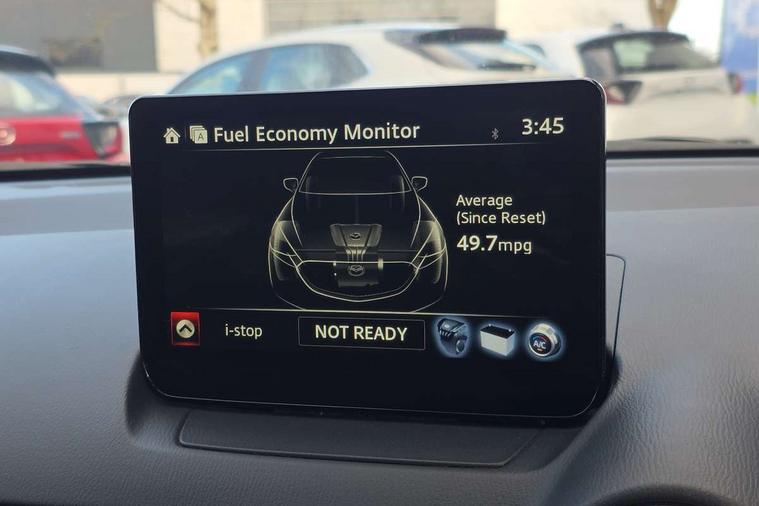 A Fuel Economy Monitor 3:45
Average
(Since Reset)
49.7mpg
i-stop NOT READY A/C